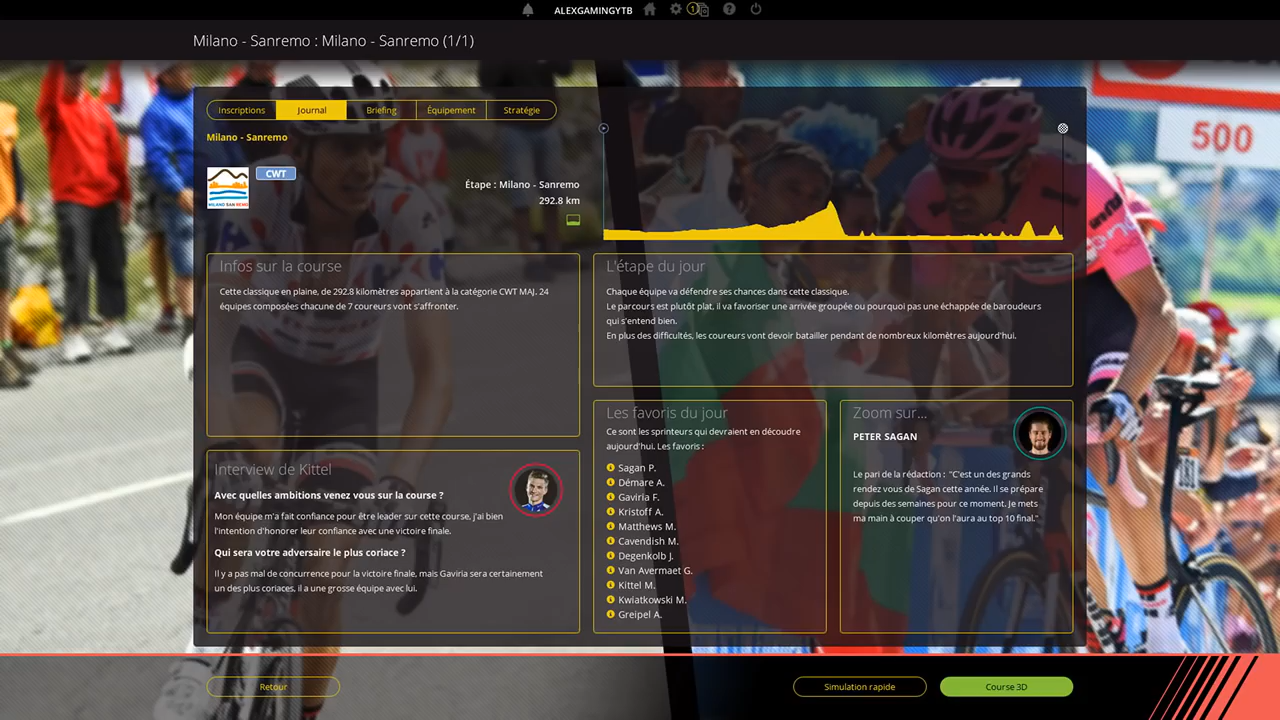 ALEXGAMINGYTB
1
?
Milano - Sanremo : Milano - Sanremo (1/1)
Inscriptions
Journal
Briefing
Équipement
Stratégie
Milano - Sanremo
MILANO SAN REMO
CWT
Étape : Milano - Sanremo
292.8 km
Infos sur la course
Cette classique en plaine, de 292.8 kilomètres appartient à la catégorie CWT MAJ. 24
équipes composées chacune de 7 coureurs vont s'affronter.
L'étape du jour
Chaque équipe va défendre ses chances dans cette classique.
Le parcours est plutôt plat, il va favoriser une arrivée groupée ou pourquoi pas une échappée de baroudeurs
qui s'entend bien.
En plus des difficultés, les coureurs vont devoir batailler pendant de nombreux kilomètres aujourd'hui.
Interview de Kittel
Avec quelles ambitions venez vous sur la course ?
Mon équipe m'a fait confiance pour être leader sur cette course, j'ai bien
l'intention d'honorer leur confiance avec une victoire finale.
Qui sera votre adversaire le plus coriace ?
Il y a pas mal de concurrence pour la victoire finale, mais Gaviria sera certainement
un des plus coriaces, il a une grosse équipe avec lui.
Les favoris du jour
Ce sont les sprinteurs qui devraient en découdre
aujourd'hui. Les favoris :
Sagan P.
Démare A.
Gaviria F.
Kristoff A.
Matthews M.
Cavendish M.
Degenkolb J.
Van Avermaet G.
Kittel M.
Kwiatkowski M.
Greipel A.
Zoom sur...
PETER SAGAN
Le pari de la rédaction : "C'est un des grands
rendez vous de Sagan cette année. Il se prépare
depuis des semaines pour ce moment. Je mets
ma main à couper qu'on l'aura au top 10 final."
500
Retour
Simulation rapide
Course 3D